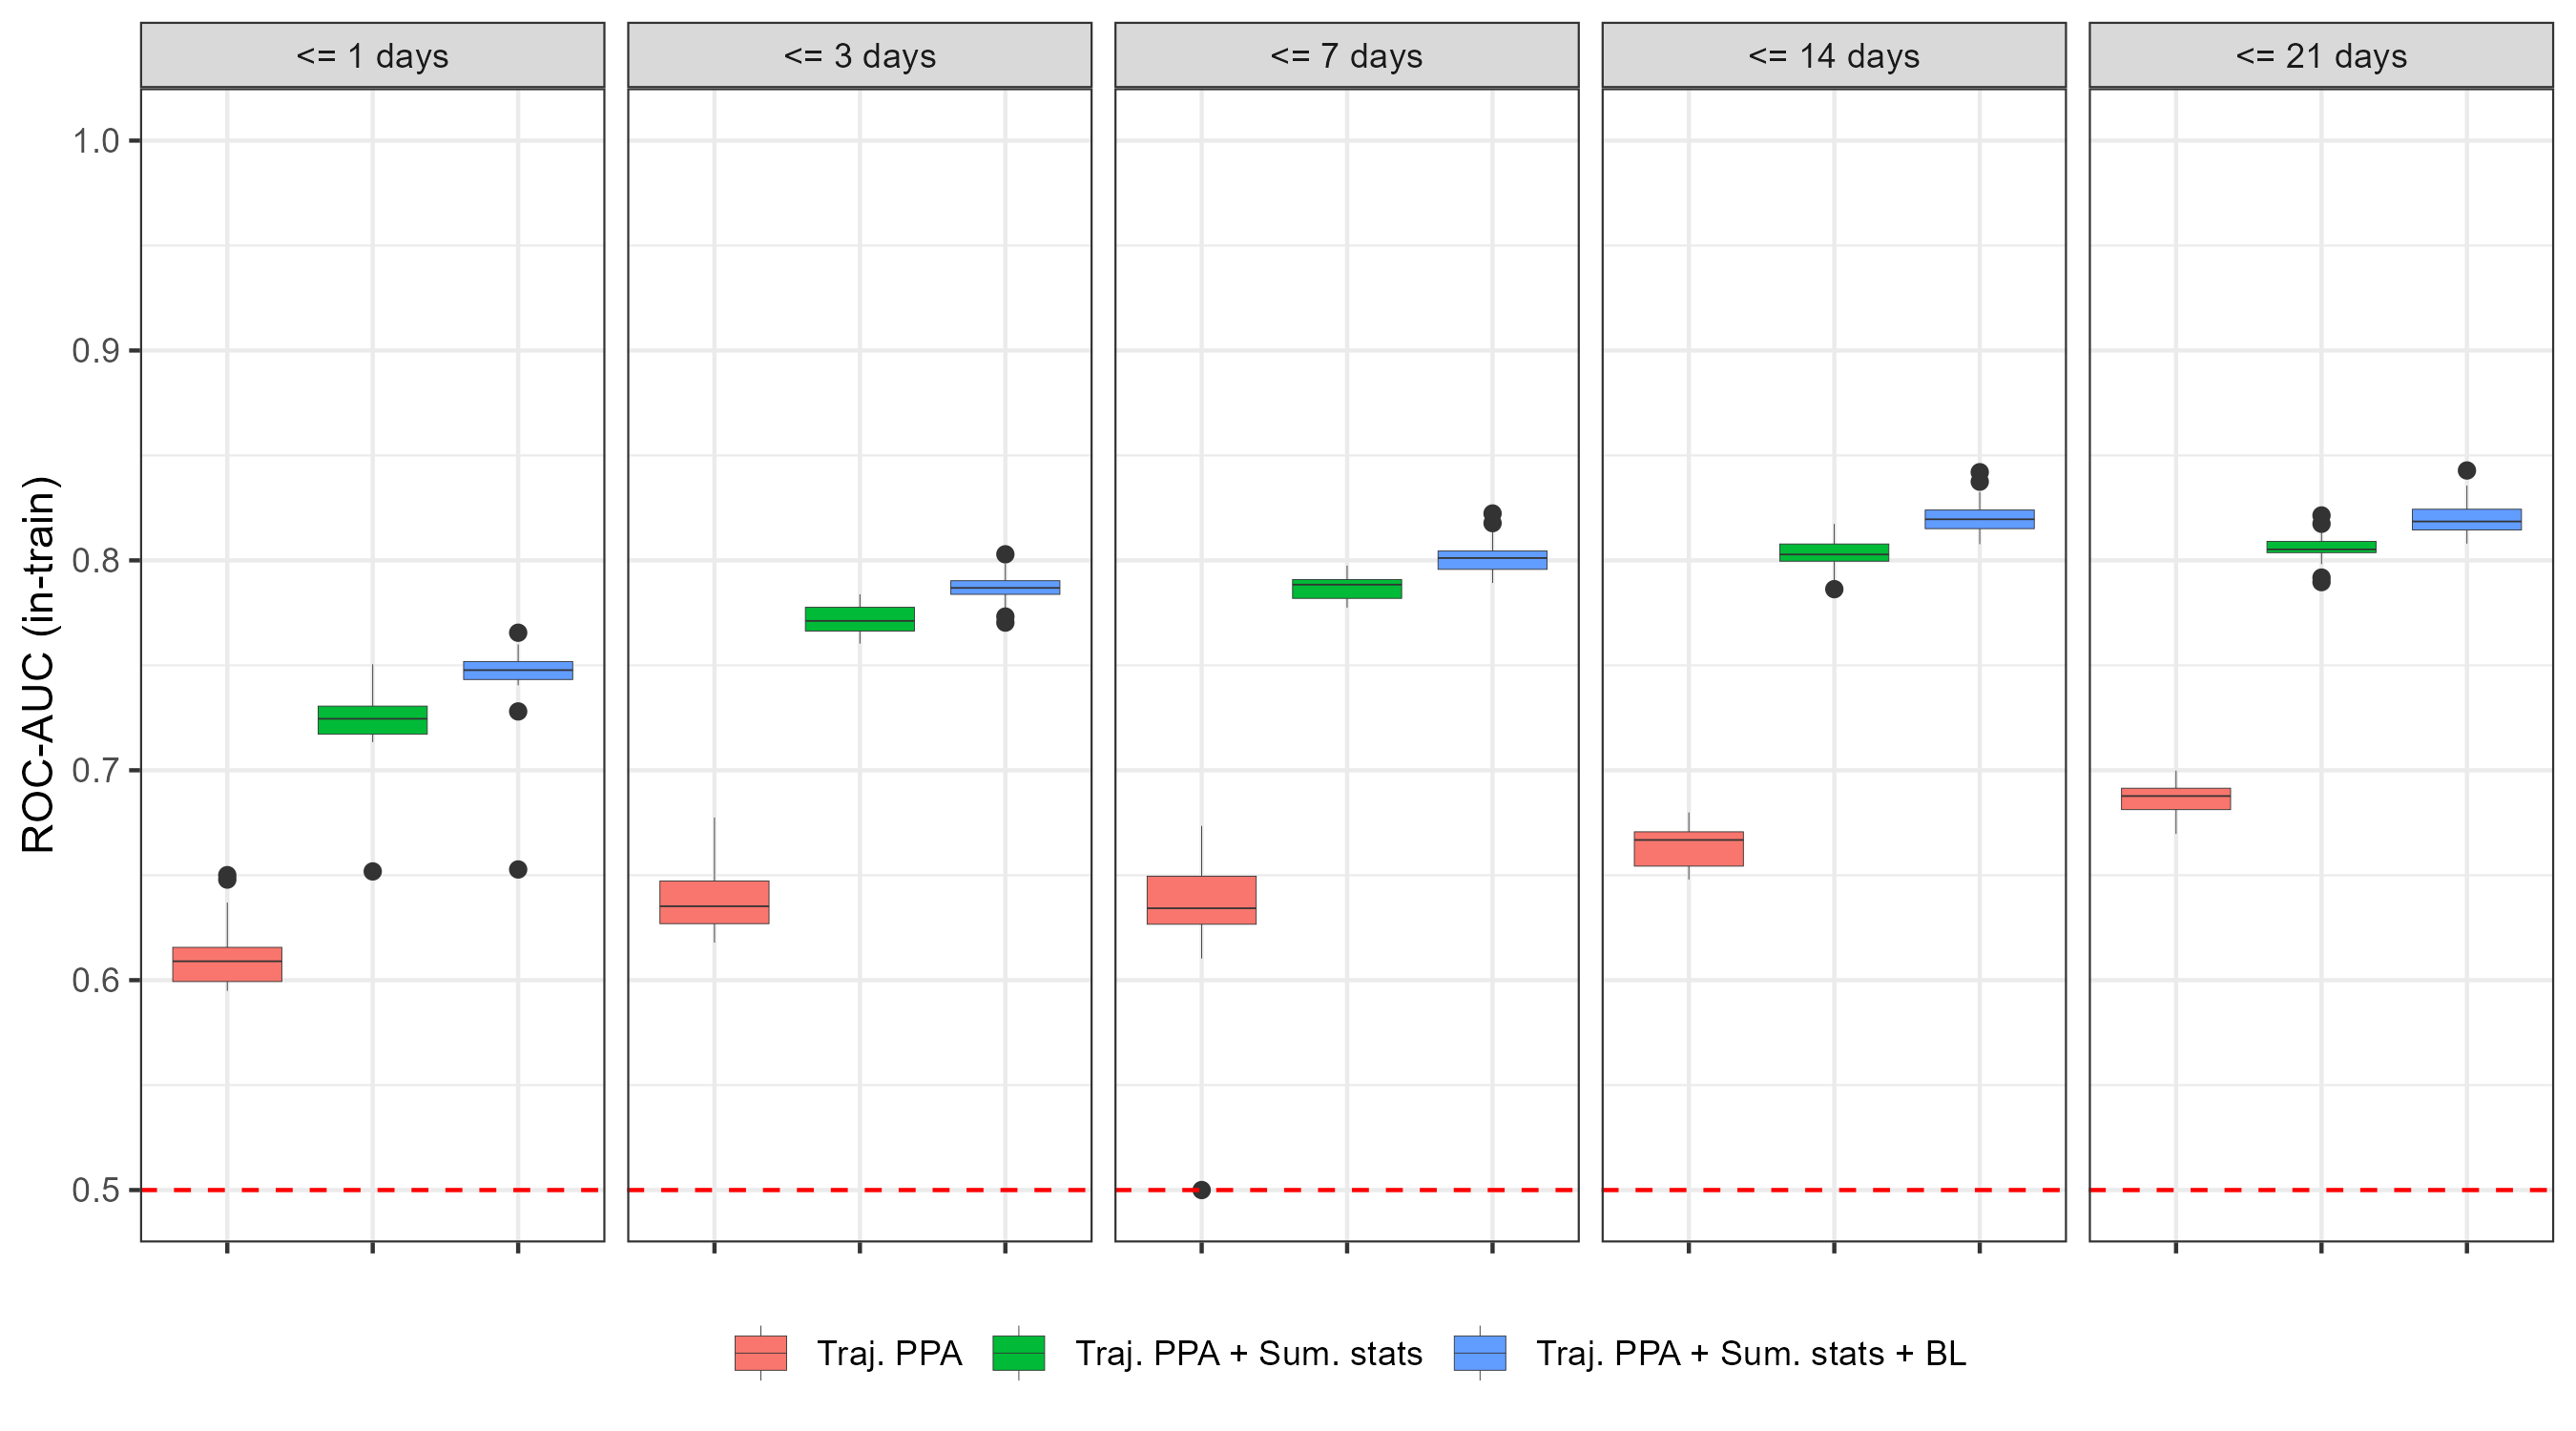 <= 1 days
<= 3 days
<= 7 days
<= 14 days
<= 21 days
ROC-AUC (in-train)
1.0
0.9
0.8
0.7
0.6
0.5
Traj. PPA
Traj. PPA + Sum. stats
Traj. PPA + Sum. stats + BL